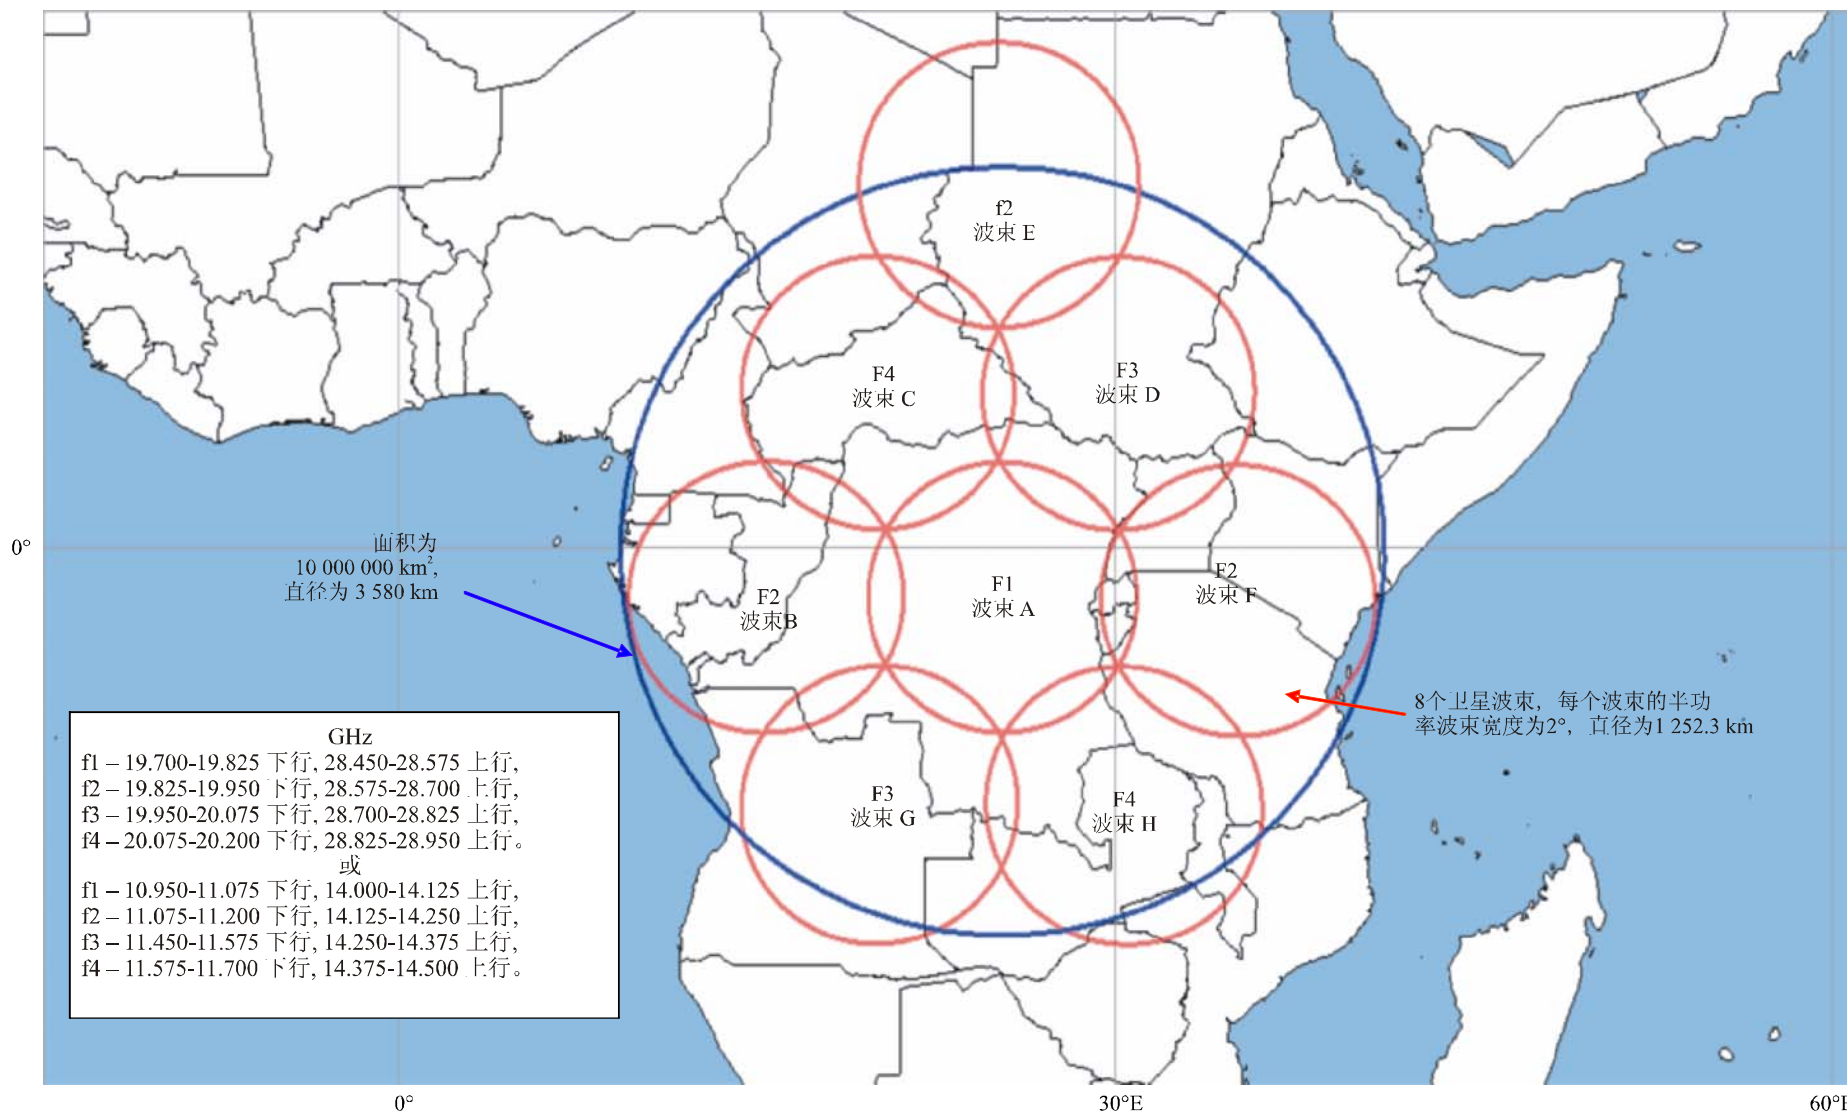 f2
波束 E
F4
波束 C
F3
波束 D
0°
面积为
10 000 000 km²,
直径为 3 580 km
F2
波束B
F1
波束 A
F2
波束 F
8个卫星波束，每个波束的半功
率波束宽度为2°，直径为1 252.3 km
F3
波束 G
F4
波束 H
GHz
f1 – 19.700-19.825 下行, 28.450-28.575 上行,
f2 – 19.825-19.950 下行, 28.575-28.700 上行,
f3 – 19.950-20.075 下行, 28.700-28.825 上行,
f4 – 20.075-20.200 下行, 28.825-28.950 上行。
或
f1 – 10.950-11.075 下行, 14.000-14.125 上行,
f2 – 11.075-11.200 下行, 14.125-14.250 上行,
f3 – 11.450-11.575 下行, 14.250-14.375 上行,
f4 – 11.575-11.700 下行, 14.375-14.500 上行。
0°
30°E
60°E